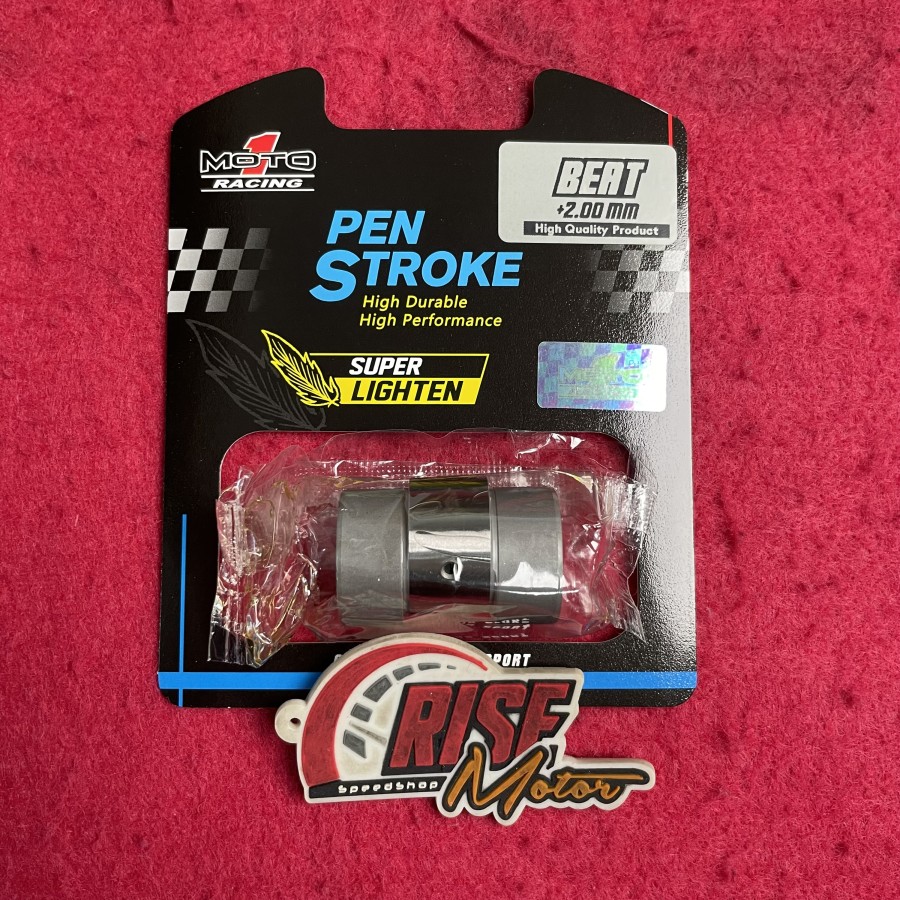 MOTO 1
RACING
BEAT
+2.00 MM
High Quality Product
PEN
STROKE
High Durable
High Performance
SUPER
LIGHTEN
RISE
SpeedShop
Motor